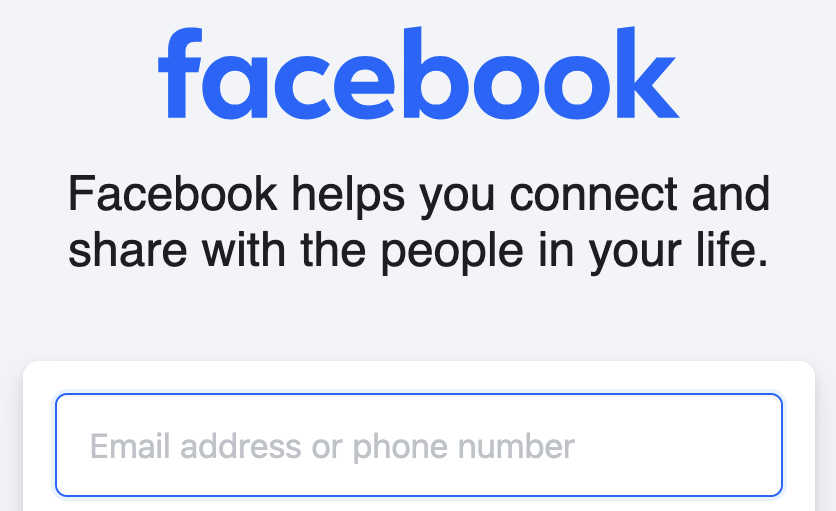 facebook
Facebook helps you connect and
share with the people in your life.
Email address or phone number